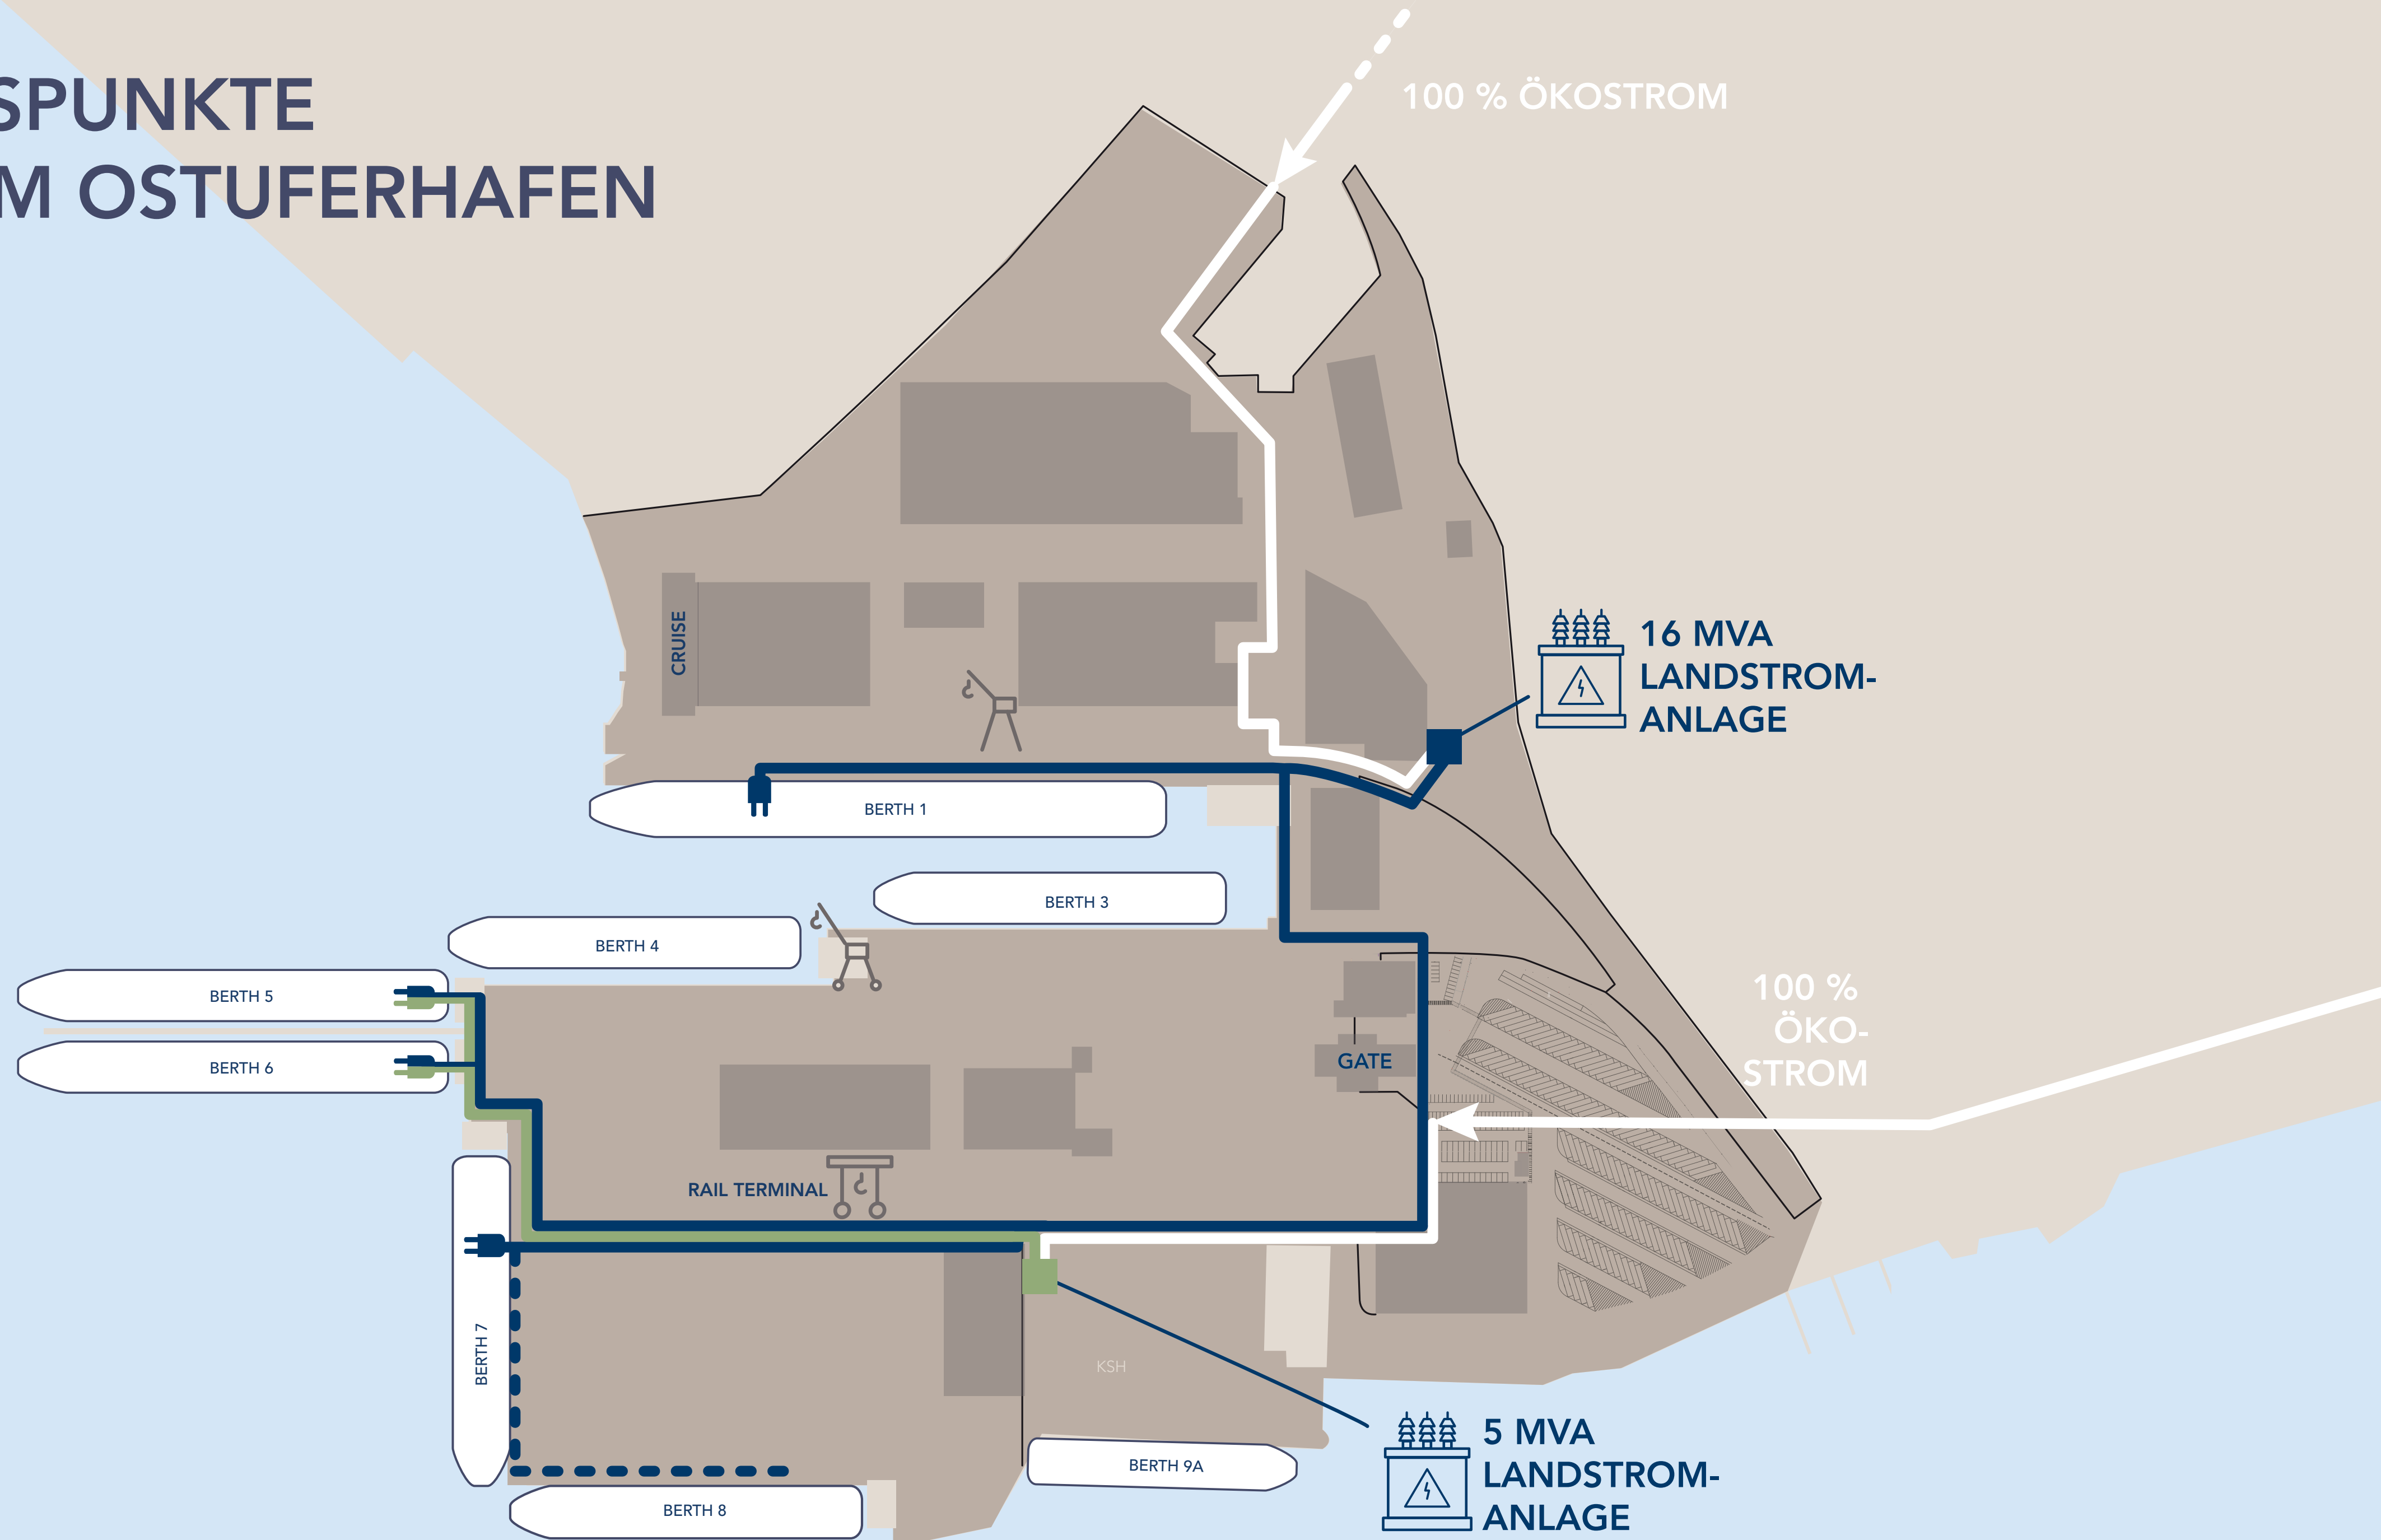 SPUNKTE
M OSTUFERHAFEN
100 % ÖKOSTROM
CRUISE
16 MVA
LANDSTROM-
ANLAGE
BERTH 1
BERTH 3
BERTH 4
BERTH 5
BERTH 6
GATE
100 %
ÖKO-
STROM
RAIL TERMINAL
BERTH 7
KSH
BERTH 9A
BERTH 8
5 MVA
LANDSTROM-
ANLAGE